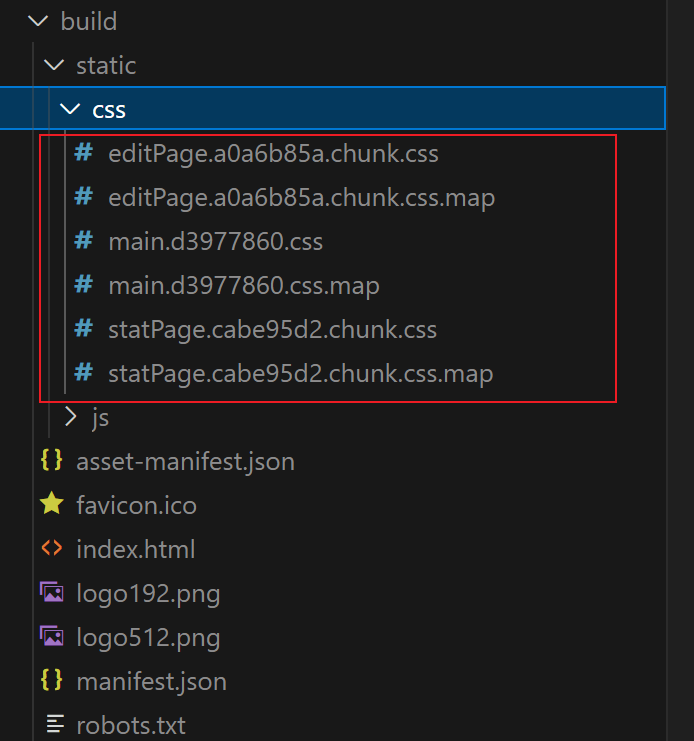 build
static
css
editPage.a0a6b85a.chunk.css
editPage.a0a6b85a.chunk.css.map
main.d3977860.css
main.d3977860.css.map
statPage.cabe95d2.chunk.css
statPage.cabe95d2.chunk.css.map
js
asset-manifest.json
favicon.ico
index.html
logo192.png
logo512.png
manifest.json
robots.txt